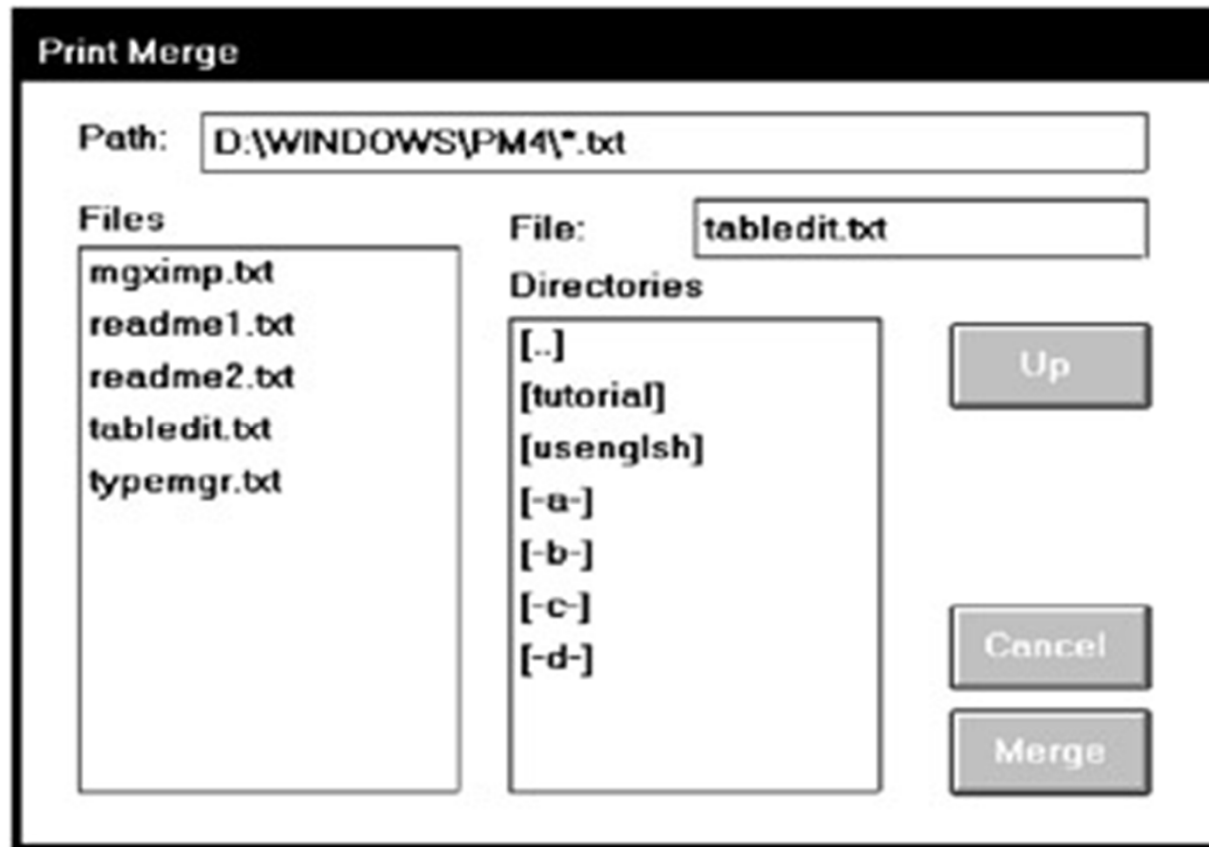 Print Merge
Path: D:\WINDOWS\PM4\*.txt
Files
mgximp.txt
readme1.txt
readme2.txt
tabledit.txt
typemgr.txt
File: tabledit.txt
Directories
[..]
[tutorial]
[usenglsh]
[-a-]
[-b-]
[-c-]
[-d-]
Up
Cancel
Merge